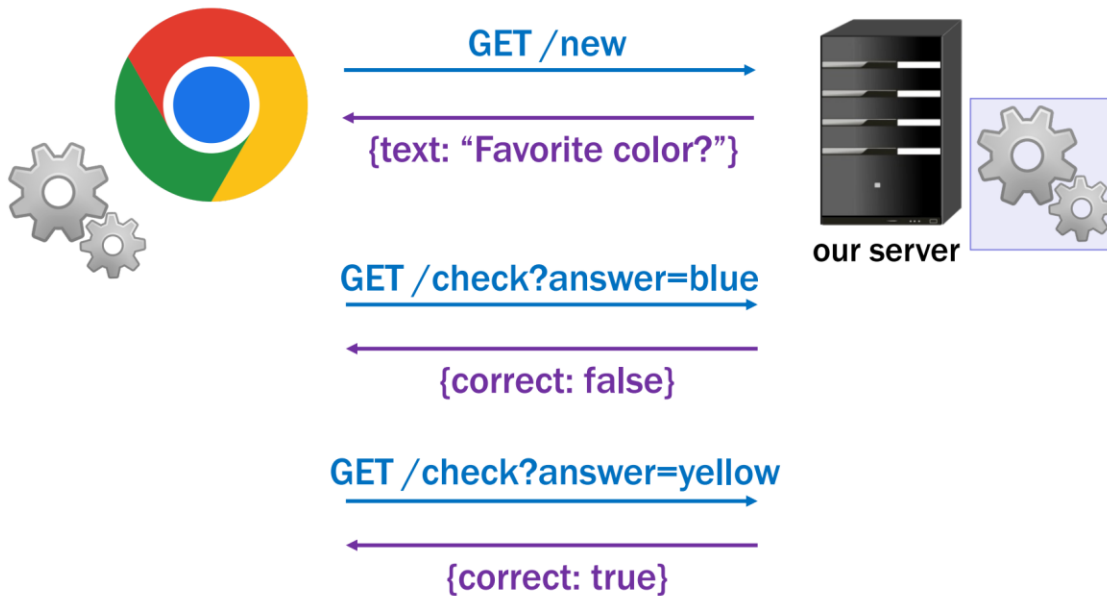 GET /new
{text: “Favorite color?”}
our server
GET /check?answer=blue
{correct: false}
GET /check?answer=yellow
{correct: true}